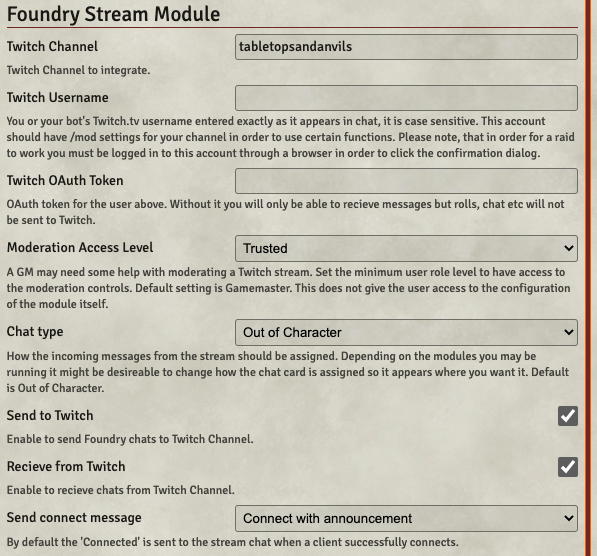 Foundry Stream Module
Twitch Channel
tabletopsandanvils
Twitch Channel to integrate.
Twitch Username
You or your bot's Twitch.tv username entered exactly as it appears in chat, it is case sensitive. This account
should have /mod settings for your channel in order to use certain functions. Please note, that in order for a raid
to work you must be logged in to this account through a browser in order to click the confirmation dialog.
Twitch OAuth Token
OAuth token for the user above. Without it you will only be able to recieve messages but rolls, chat etc will not
be sent to Twitch.
Moderation Access Level
Trusted
A GM may need some help with moderating a Twitch stream. Set the minimum user role level to have access to
the moderation controls. Default setting is Gamemaster. This does not give the user access to the configuration
of the module itself.
Chat type
Out of Character
How the incoming messages from the stream should be assigned. Depending on the modules you may be
running it might be desireable to change how the chat card is assigned so it appears where you want it. Default
is Out of Character.
Send to Twitch
Enable to send Foundry chats to Twitch Channel.
Recieve from Twitch
Enable to recieve chats from Twitch Channel.
Send connect message
Connect with announcement
By default the 'Connected' is sent to the stream chat when a client successfully connects.